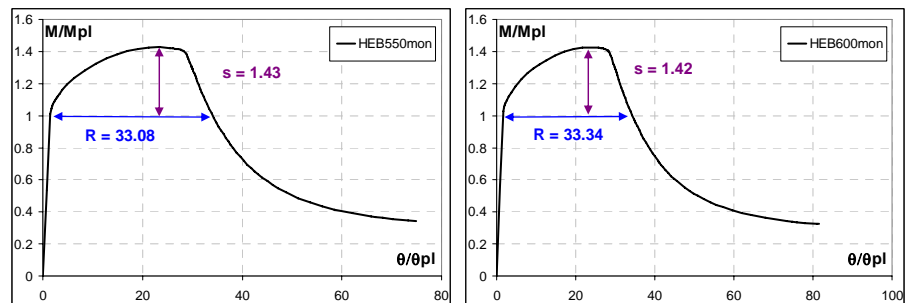 1.6
M/Mpl
HEB550mon
1.4
1.2
s = 1.43
1
R = 33.08
0.8
0.6
0.4
0.2
θ/θpl
0
0 20 40 60 80
1.6
M/Mpl
HEB600mon
1.4
1.2
s = 1.42
1
R = 33.34
0.8
0.6
0.4
0.2
θ/θpl
0
0 20 40 60 80 100